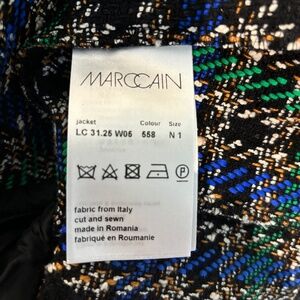 MARCCAIN
jacket Colour Size
LC 31.25 W05 558 N 1
P
fabric from Italy
cut and sewn
made in Romania
fabriqué en Roumanie